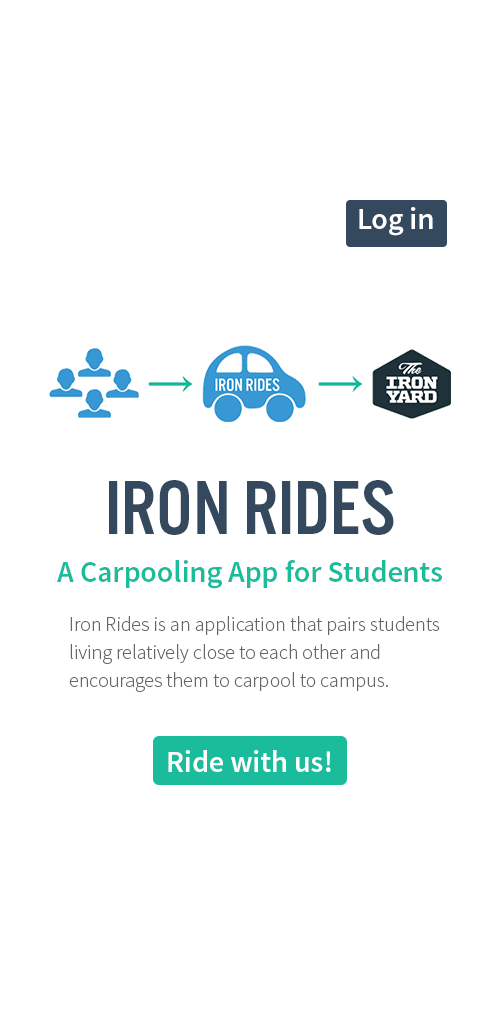 Log in
IRON RIDES
The
IRON
YARD
IRON RIDES
A Carpooling App for Students
Iron Rides is an application that pairs students
living relatively close to each other and
encourages them to carpool to campus.
Ride with us!